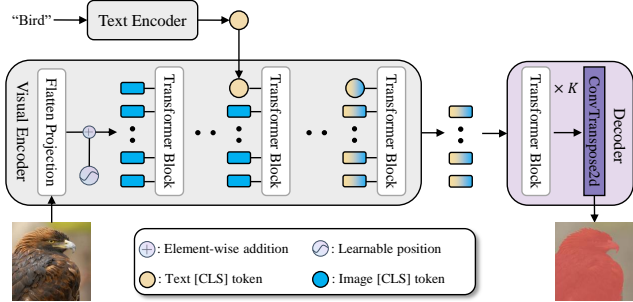 “Bird”
Text Encoder
Visual Encoder
Flatten Projection
Transformer Block
Transformer Block
Transformer Block
Transformer Block
× K
ConvTranspose2d
Decoder
: Element-wise addition
: Learnable position
: Text [CLS] token
: Image [CLS] token